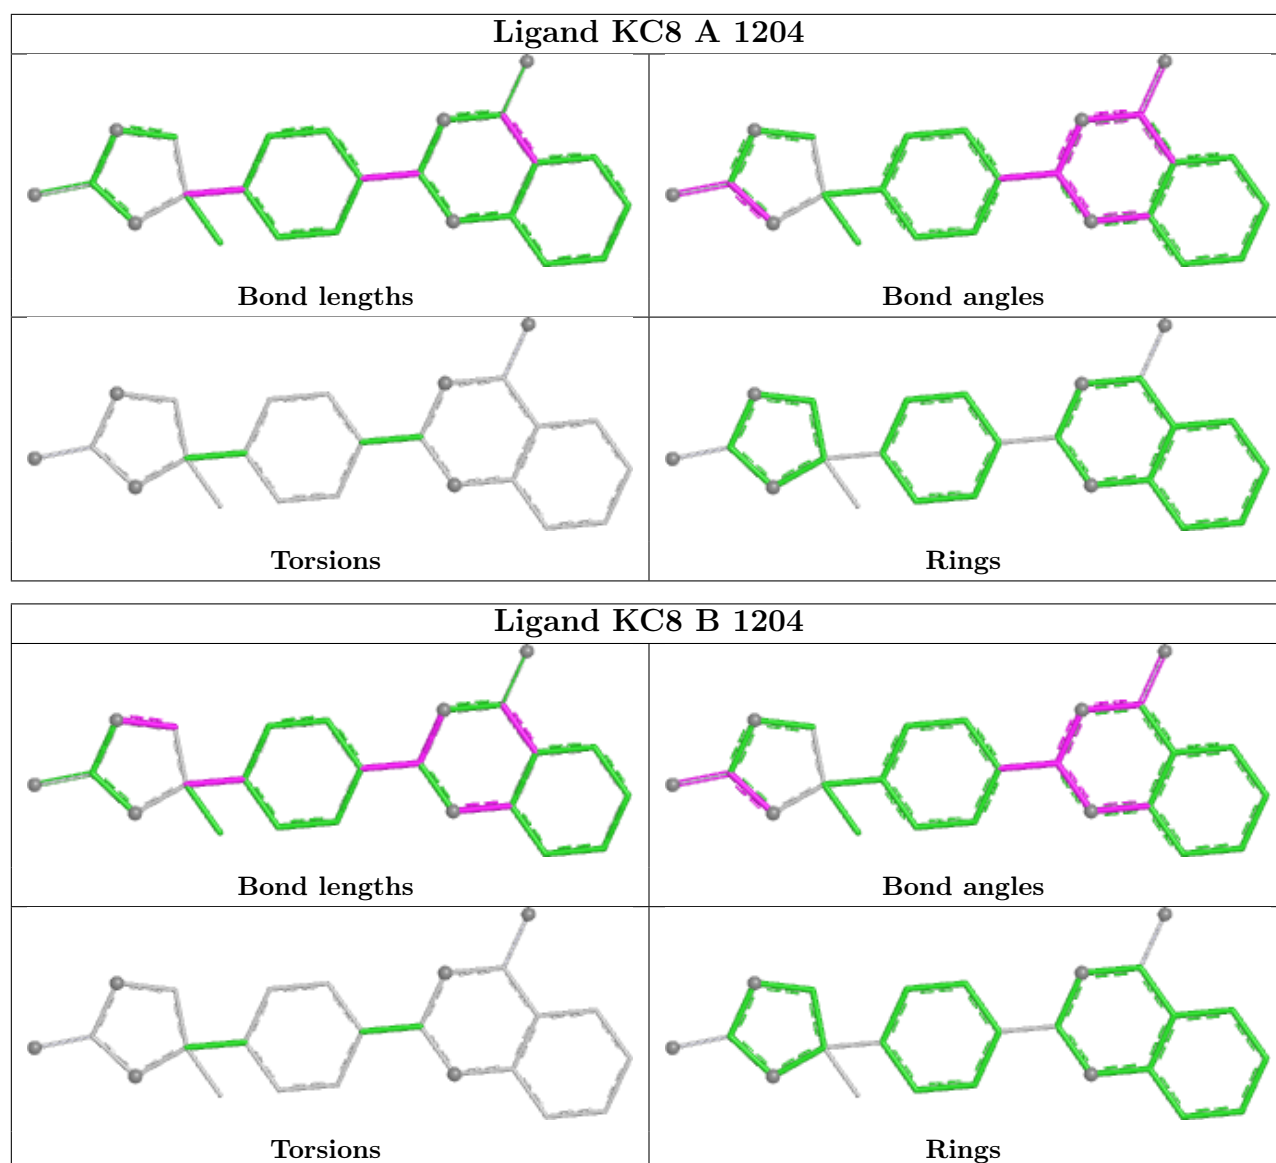 Ligand KC8 A 1204
Bond lengths
Bond angles
Torsions
Rings
Ligand KC8 B 1204
Bond lengths
Bond angles
Torsions
Rings